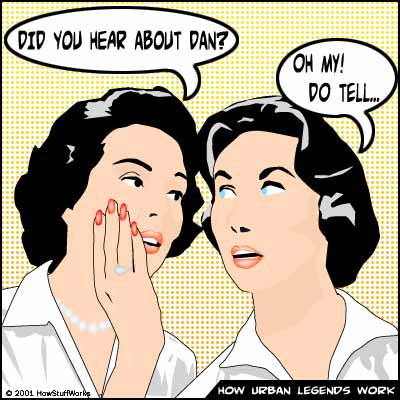 DID YOU HEAR ABOUT DAN?
OH MY!
DO TELL...
© 2001 HowStuffWorks
HOW URBAN LEGENDS WORK